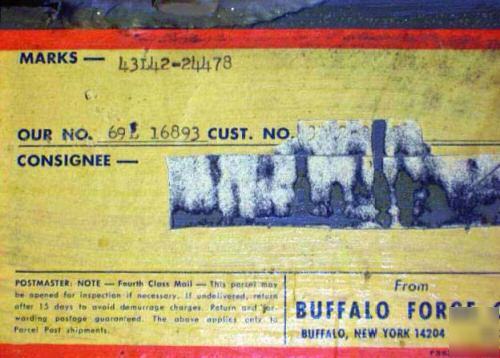 MARKS — 43142-24478
OUR NO. 69L 16893 CUST. NO.
CONSIGNEE —
POSTMASTER: NOTE — Fourth Class Mail — This parcel may
be opened for inspection if necessary. If undelivered, return
after 15 days to avoid demurrage charges. Return and for-
warding postage guaranteed. The above applies only to
Parcel Post shipments.
From
BUFFALO FORGE
BUFFALO, NEW YORK 14204